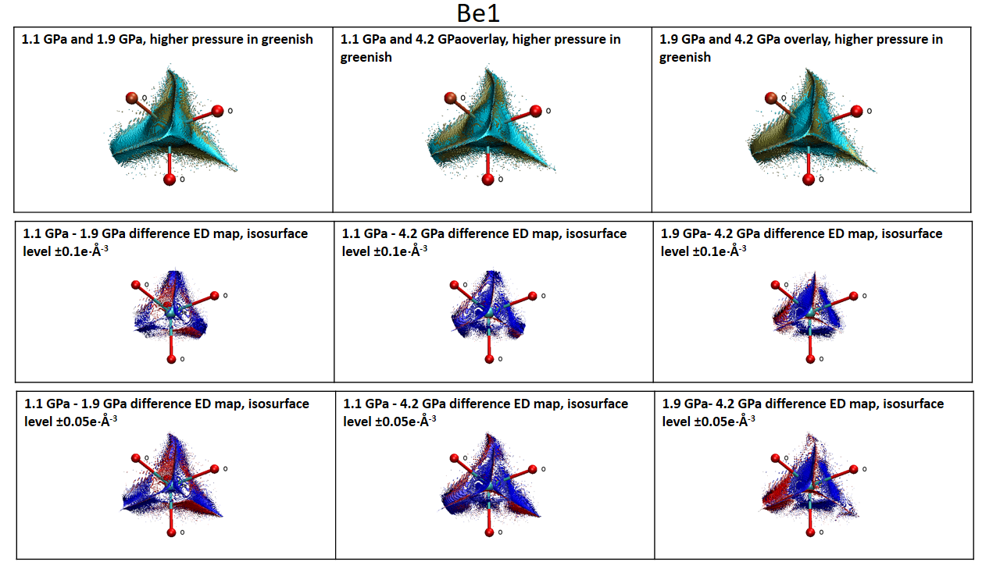 Be1
1.1 GPa and 1.9 GPa, higher pressure in greenish
1.1 GPa and 4.2 GPaoverlay, higher pressure in
greenish
1.9 GPa and 4.2 GPa overlay, higher pressure in
greenish
O
O
O
O
O
O
O
O
O
1.1 GPa - 1.9 GPa difference ED map, isosurface
level ±0.1e·Å-3
1.1 GPa - 4.2 GPa difference ED map, isosurface
level ±0.1e·Å-3
1.9 GPa- 4.2 GPa difference ED map, isosurface
level ±0.1e·Å-3
O
O
O
O
O
O
O
O
O
1.1 GPa - 1.9 GPa difference ED map, isosurface
level ±0.05e·Å-3
1.1 GPa - 4.2 GPa difference ED map, isosurface
level ±0.05e·Å-3
1.9 GPa- 4.2 GPa difference ED map, isosurface
level ±0.05e·Å-3
O
O
O
O
O
O
O
O
O